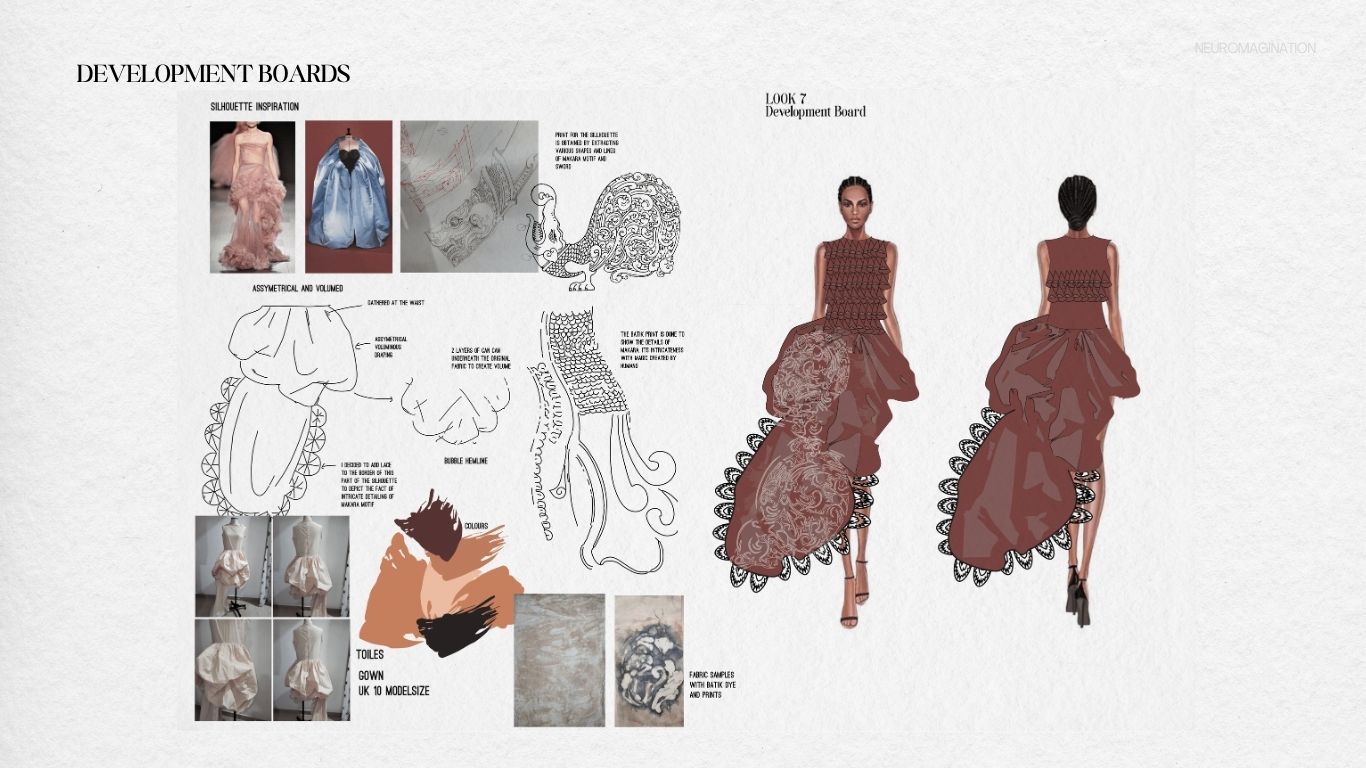 NEUROMAGINATION
DEVELOPMENT BOARDS
SILHOUETTE INSPIRATION
LOOK 7
Development Board
PRINT FOR THE SILLHOUTTE
IS OBTAINED BY EXTRACTING
VARIOUS SHAPES AND LINES
OF MAKARA MOTIF AND
SWORD
ASSYMETRICAL AND VOLUMED
GATHERED AT THE WAIST
ASSYMETRICAL
VOLUMINOUS
DRAPING
2 LAYERS OF CAN CAN
UNDERNEATH THE ORIGINAL
FABRIC TO CREATE VOLUME
THE BATIK PRINT IS DONE TO
SHOW THE DETAILS OF
MAKARA. ITS INTRICATENESS
WITH MAGIC CREATED BY
HUMANS
BUBBLE HEMLINE
I DECIDED TO ADD LACE
TO THE BORDER OF THIS
PART OF THE SILHOUETTE
TO DEPICT THE FACT OF
INTRICATE DETAILING OF
MAKARA MOTIF
COLOURS
TOILES
GOWN
UK 10 MODELSIZE
FABRIC SAMPLES
WITH BATIK DYE
AND PRINTS